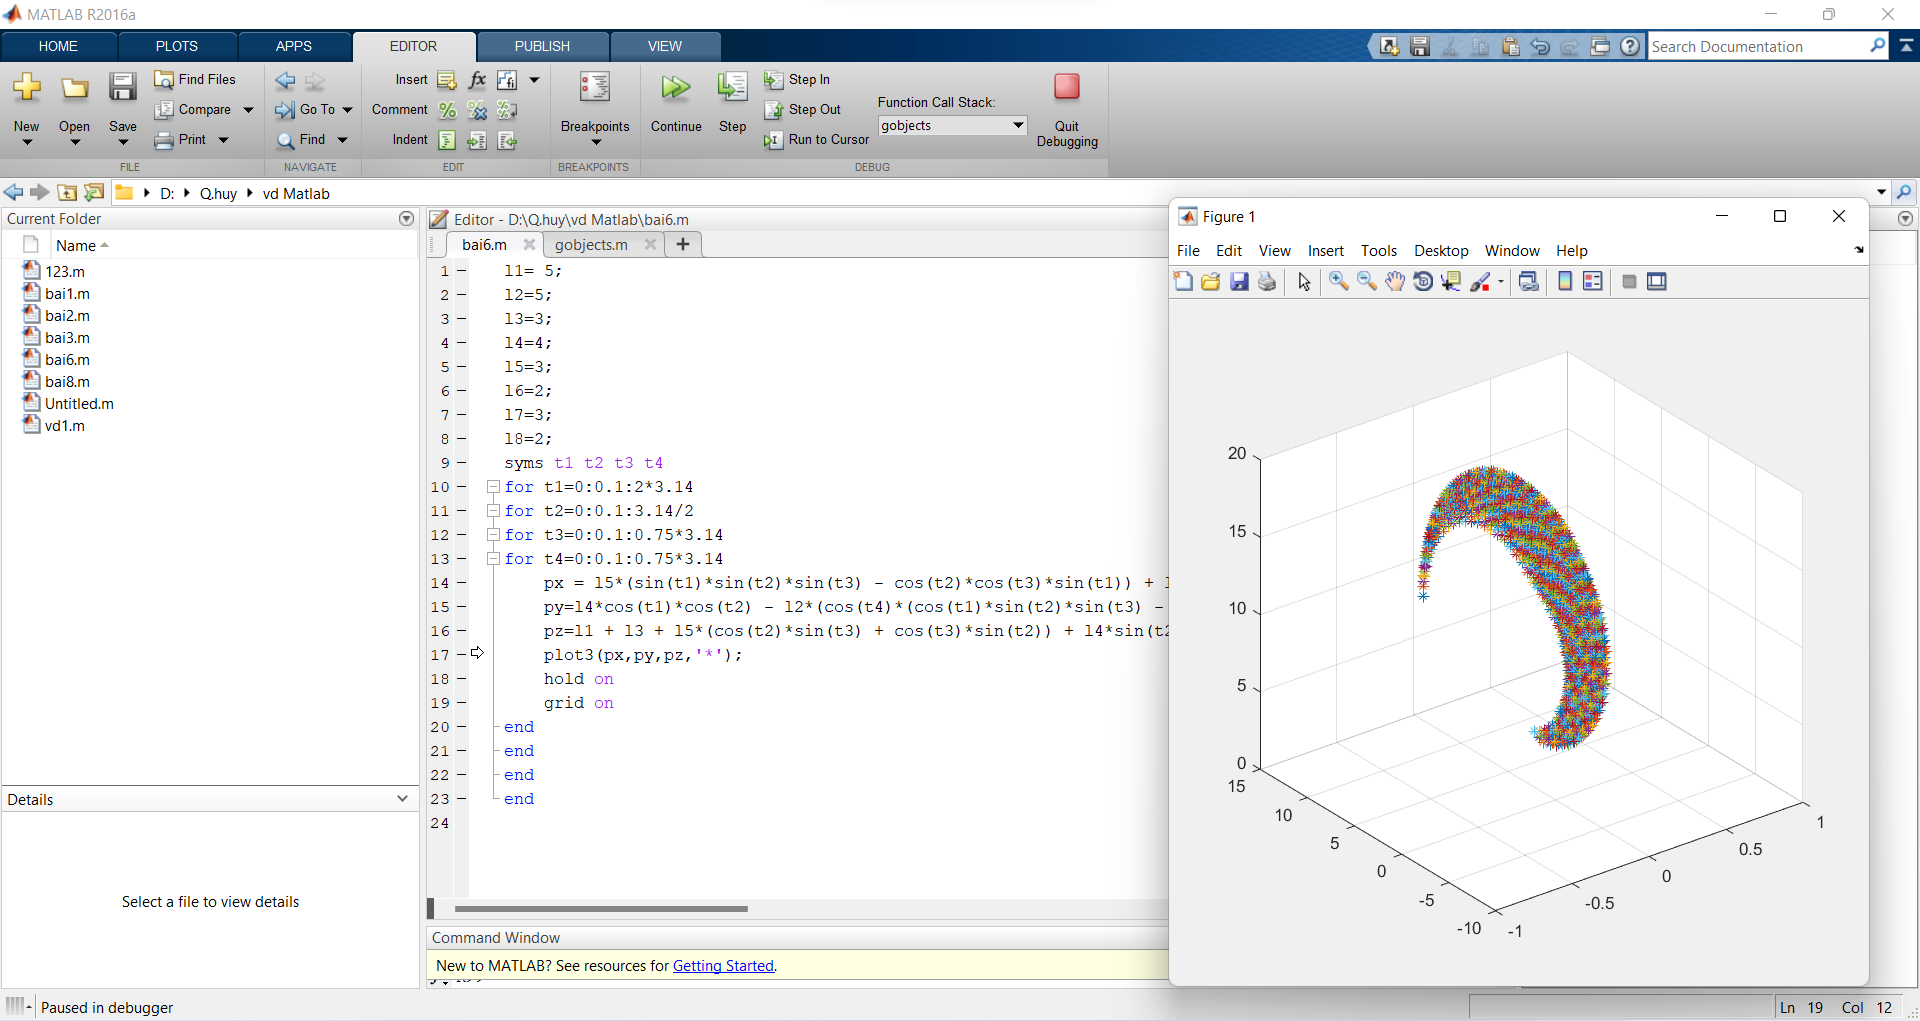 MATLAB R2016a
HOME PLOTS APPS EDITOR PUBLISH VIEW
Search Documentation
New
Open
Save
Find Files
Compare
Print
FILE
Go To
Find
NAVIGATE
Insert
Comment
Indent
EDIT
Breakpoints
BREAKPOINTS
Continue
Step
Step In
Step Out
Run to Cursor
Function Call Stack:
gobjects
Quit
Debugging
DEBUG
D: Q.huy vd Matlab
Current Folder
Name
123.m
bai1.m
bai2.m
bai3.m
bai6.m
bai8.m
Untitled.m
vd1.m
Details
Select a file to view details
Editor - D:\Q.huy\vd Matlab\bai6.m
bai6.m gobjects.m
1 l1= 5;
2 l2=5;
3 l3=3;
4 l4=4;
5 l5=3;
6 l6=2;
7 l7=3;
8 l8=2;
9 syms t1 t2 t3 t4
10 for t1=0:0.1:2*3.14
11 for t2=0:0.1:3.14/2
12 for t3=0:0.1:0.75*3.14
13 for t4=0:0.1:0.75*3.14
14 px = l5*(sin(t1)*sin(t2)*sin(t3) - cos(t2)*cos(t3)*sin(t1)) +
15 py=l4*cos(t1)*cos(t2) - l2*(cos(t4)*(cos(t1)*sin(t2)*sin(t3) -
16 pz=l1 + l3 + l5*(cos(t2)*sin(t3) + cos(t3)*sin(t2)) + l4*sin(t2
17 plot3(px,py,pz,'*');
18 hold on
19 grid on
20 end
21 end
22 end
23 end
24
Command Window
New to MATLAB? See resources for Getting Started.
Figure 1
File Edit View Insert Tools Desktop Window Help
20
15
10
5
0
15
10
5
0
-5
-10
-1
-0.5
0
0.5
1
Paused in debugger
Ln 19 Col 12